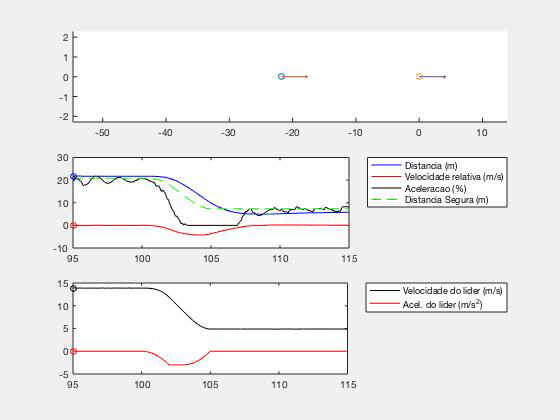 2
1
0
-1
-2
-50 -40 -30 -20 -10 0 10
30
20
10
0
-10
95 100 105 110 115
Distancia (m)
Velocidade relativa (m/s)
Aceleracao (%)
Distancia Segura (m)
15
10
5
0
-5
95 100 105 110 115
Velocidade do lider (m/s)
Acel. do lider (m/s²)